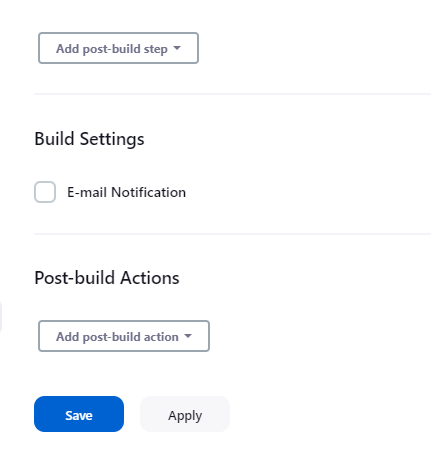 Add post-build step
Build Settings
E-mail Notification
Post-build Actions
Add post-build action
Save Apply